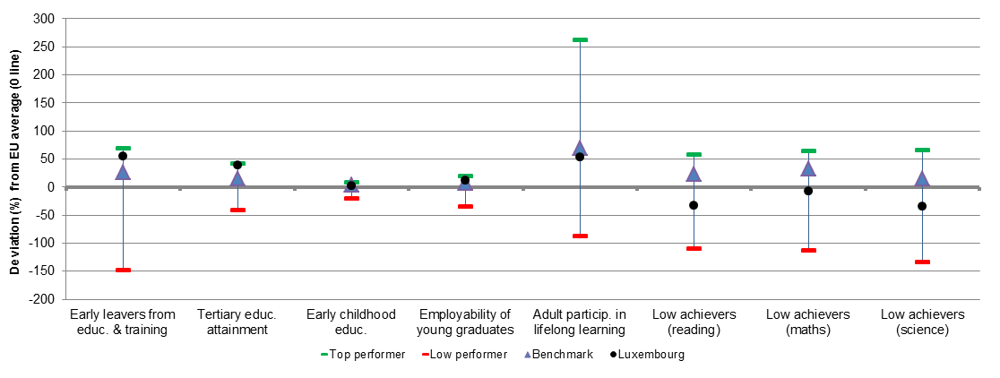 300
250
200
150
100
50
0
-50
-100
-150
-200
Deviation (%) from EU average (0 line)
Early leavers from
educ. & training
Tertiary educ.
attainment
Early childhood
educ.
Employability of
young graduates
Adult particip. in
lifelong learning
Low achievers
(reading)
Low achievers
(maths)
Low achievers
(science)
Top performer
Low performer
Benchmark
Luxembourg